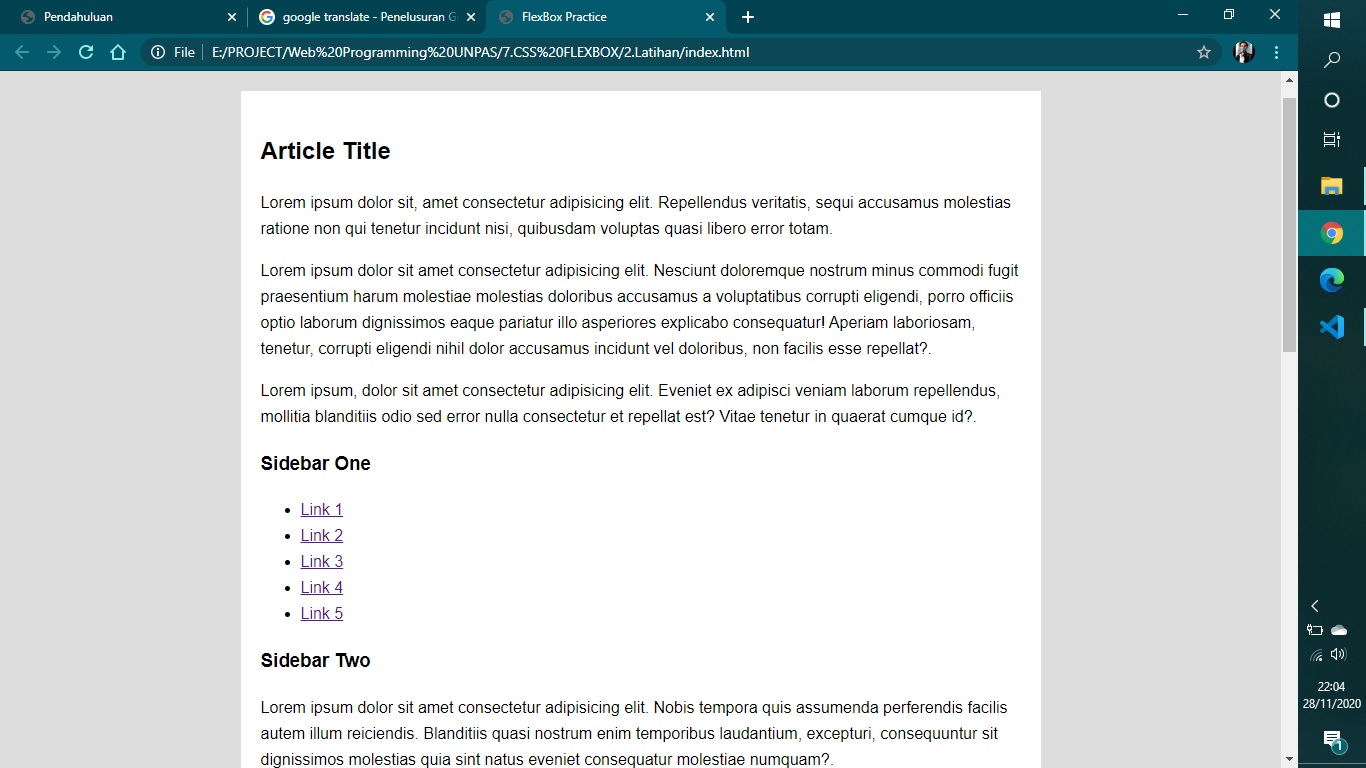 Pendahuluan
google translate - Penelusuran G
FlexBox Practice
File
E:/PROJECT/Web%20Programming%20UNPAS/7.CSS%20FLEXBOX/2.Latihan/index.html
Article Title
Lorem ipsum dolor sit, amet consectetur adipisicing elit. Repellendus veritatis, sequi accusamus molestias
ratione non qui tenetur incidunt nisi, quibusdam voluptas quasi libero error totam.
Lorem ipsum dolor sit amet consectetur adipisicing elit. Nesciunt doloremque nostrum minus commodi fugit
praesentium harum molestiae molestias doloribus accusamus a voluptatibus corrupti eligendi, porro officiis
optio laborum dignissimos eaque pariatur illo asperiores explicabo consequatur! Aperiam laboriosam,
tenetur, corrupti eligendi nihil dolor accusamus incidunt vel doloribus, non facilis esse repellat?.
Lorem ipsum, dolor sit amet consectetur adipisicing elit. Eveniet ex adipisci veniam laborum repellendus,
mollitia blanditiis odio sed error nulla consectetur et repellat est? Vitae tenetur in quaerat cumque id?.
Sidebar One
Link 1
Link 2
Link 3
Link 4
Link 5
Sidebar Two
Lorem ipsum dolor sit amet consectetur adipisicing elit. Nobis tempora quis assumenda perferendis facilis
autem illum reiciendis. Blanditiis quasi nostrum enim temporibus laudantium, excepturi, consequuntur sit
dignissimos molestias quia sint natus eveniet consequatur molestiae numquam?.
22:04
28/11/2020
1